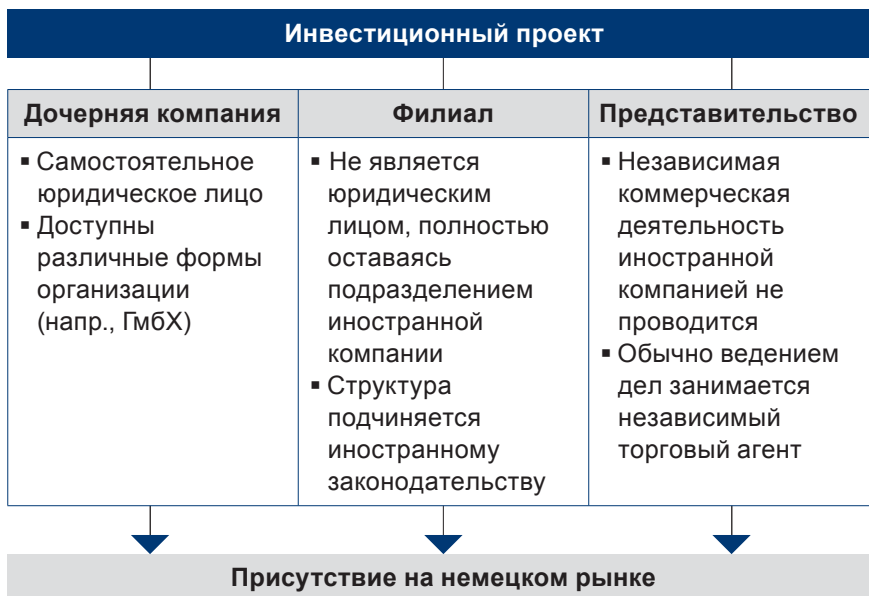 Инвестиционный проект
Дочерняя компания
▪ Самостоятельное
юридическое лицо
▪ Доступны
различные формы
организации
(напр., ГмбХ)
Филиал
▪ Не является
юридическим
лицом, полностью
оставаясь
подразделением
иностранной
компании
▪ Структура
подчиняется
иностранному
законодательству
Представительство
▪ Независимая
коммерческая
деятельность
иностранной
компанией не
проводится
▪ Обычно ведением
дел занимается
независимый
торговый агент
Присутствие на немецком рынке